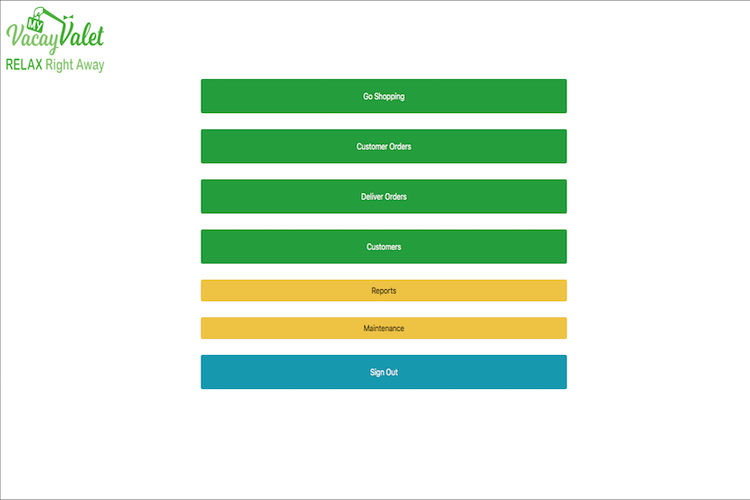 MY
VacayValet
RELAX Right Away
Go Shopping
Customer Orders
Deliver Orders
Customers
Reports
Maintenance
Sign Out